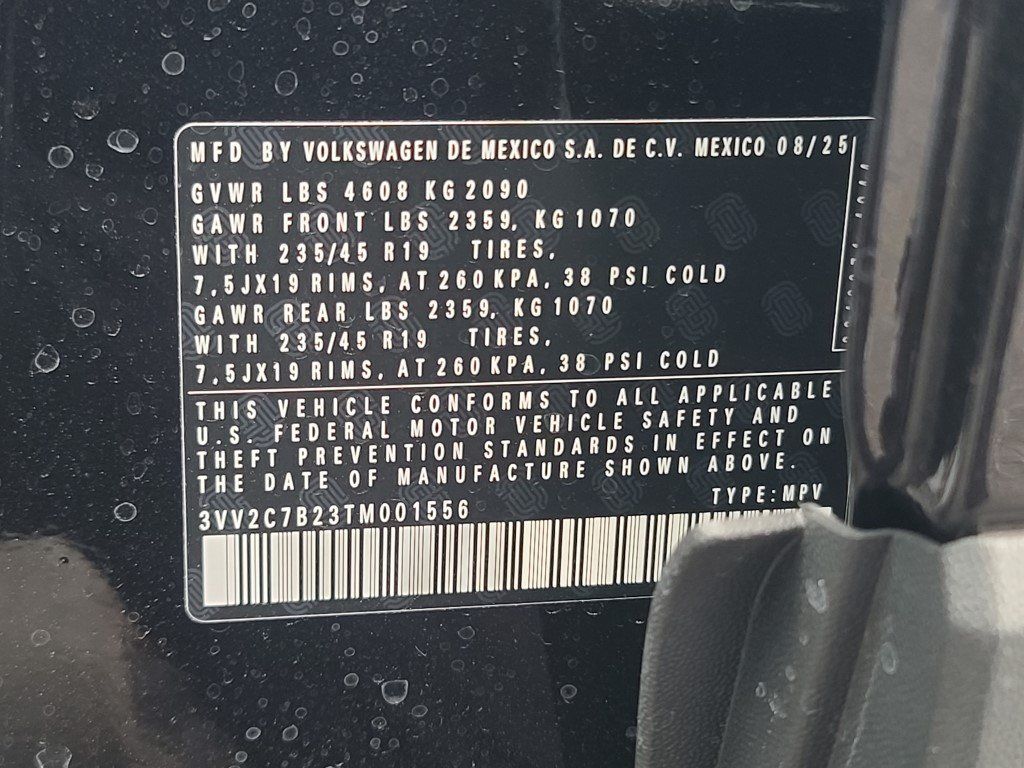 MFD BY VOLKSWAGEN DE MEXICO S.A. DE C.V. MEXICO 08/25
GVWR LBS 4608 KG 2090
GAWR FRONT LBS 2359, KG 1070
WITH 235/45 R19 TIRES,
7,5JX19 RIMS, AT 260 KPA, 38 PSI COLD
GAWR REAR LBS 2359, KG 1070
WITH 235/45 R19 TIRES,
7,5JX19 RIMS, AT 260 KPA, 38 PSI COLD
THIS VEHICLE CONFORMS TO ALL APPLICABLE
U.S. FEDERAL MOTOR VEHICLE SAFETY AND
THEFT PREVENTION STANDARDS IN EFFECT ON
THE DATE OF MANUFACTURE SHOWN ABOVE.
TYPE: MPV
3VV2C7B23TM001556